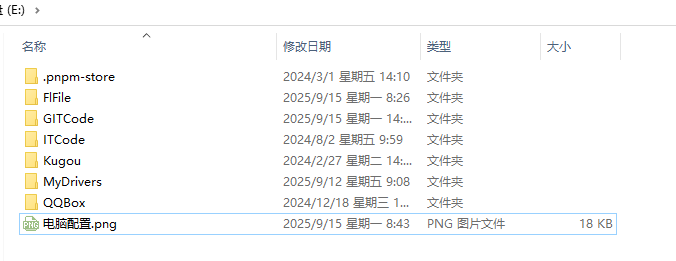 盘 (E:) >
名称 修改日期 类型 大小
.pnpm-store 2024/3/1 星期五 14:10 文件夹
FlFile 2025/9/15 星期一 8:26 文件夹
GITCode 2025/9/15 星期一 14:... 文件夹
ITCode 2024/8/2 星期五 9:59 文件夹
Kugou 2024/2/27 星期二 14:... 文件夹
MyDrivers 2025/9/12 星期五 9:08 文件夹
QQBox 2024/12/18 星期三 1... 文件夹
PNG 电脑配置.png 2025/9/15 星期一 8:43 PNG 图片文件 18 KB